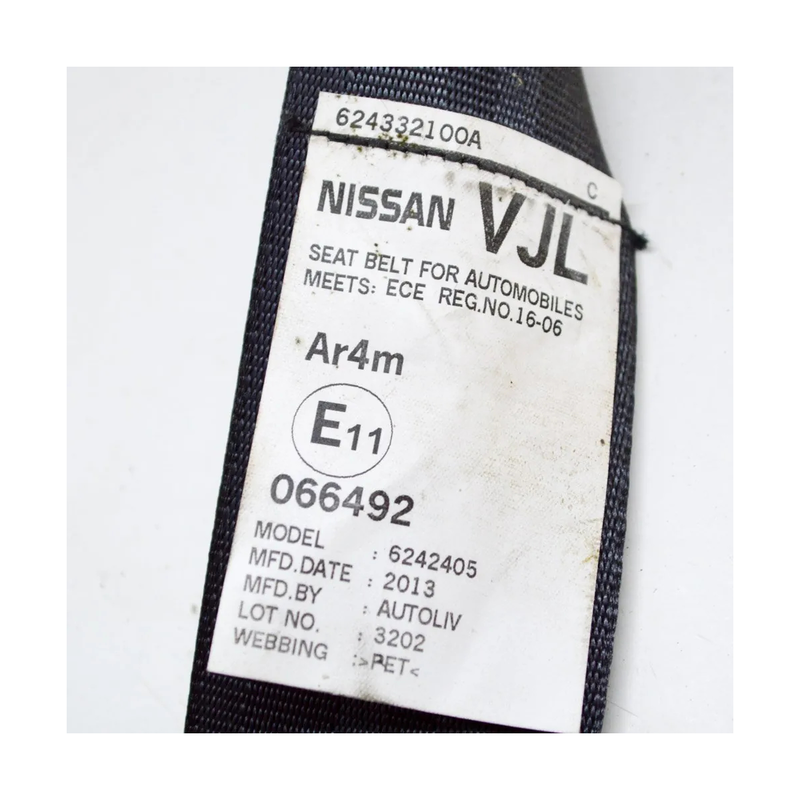 624332100A
C
NISSAN VJL
SEAT BELT FOR AUTOMOBILES
MEETS: ECE REG.NO.16-06
Ar4m
E11
066492
MODEL : 6242405
MFD.DATE : 2013
MFD.BY : AUTOLIV
LOT NO. : 3202
WEBBING :>PET<